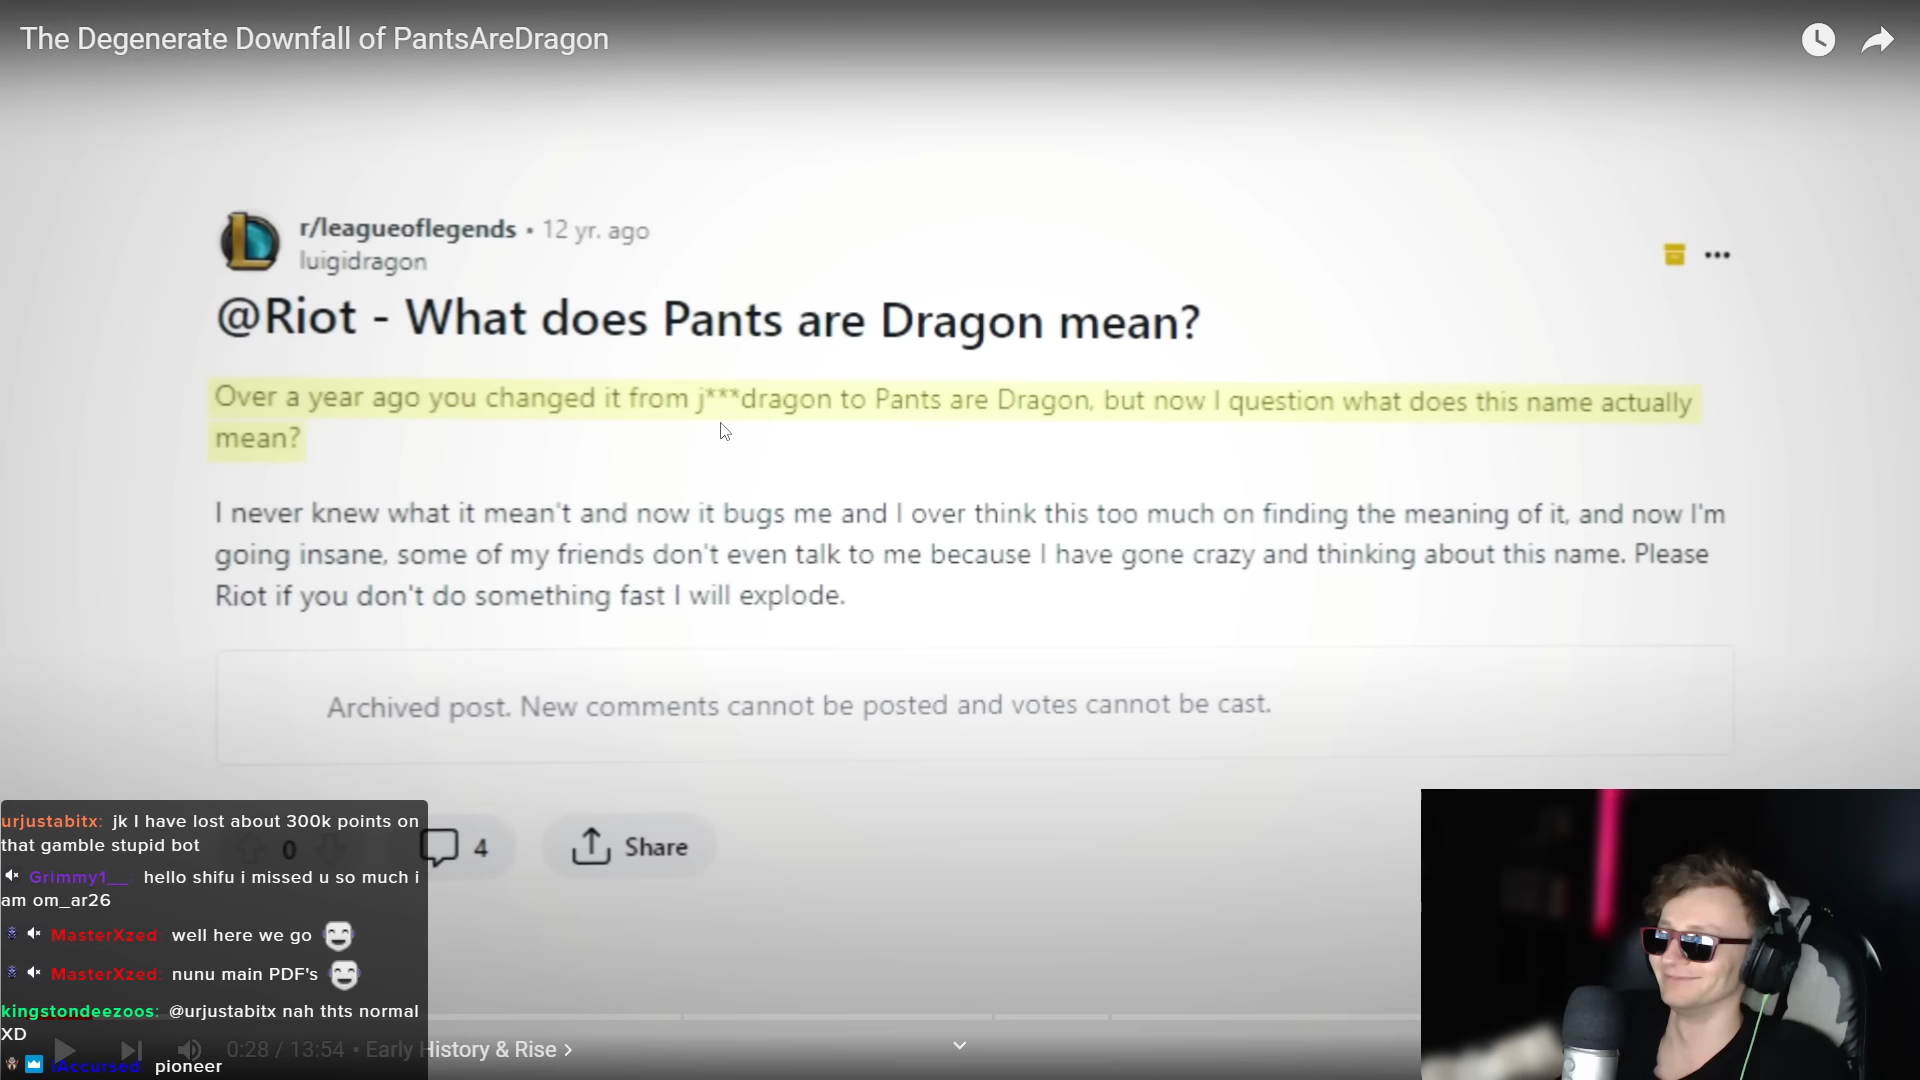 The Degenerate Downfall of PantsAreDragon
r/leagueoflegends • 12 yr. ago
luigidragon
@Riot - What does Pants are Dragon mean?
Over a year ago you changed it from j***dragon to Pants are Dragon, but now I question what does this name actually
mean?
I never knew what it mean't and now it bugs me and I over think this too much on finding the meaning of it, and now I'm
going insane, some of my friends don't even talk to me because I have gone crazy and thinking about this name. Please
Riot if you don't do something fast I will explode.
Archived post. New comments cannot be posted and votes cannot be cast.
0
4
Share
urjustabitx: jk I have lost about 300k points on
that gamble stupid bot
Grimmy1__: hello shifu i missed u so much i
am om_ar26
MasterXzed: well here we go
MasterXzed: nunu main PDF's
kingstondeezoos: @urjustabitx nah thts normal
XD
0:28 / 13:54 • Early History & Rise >
iAccursed: pioneer